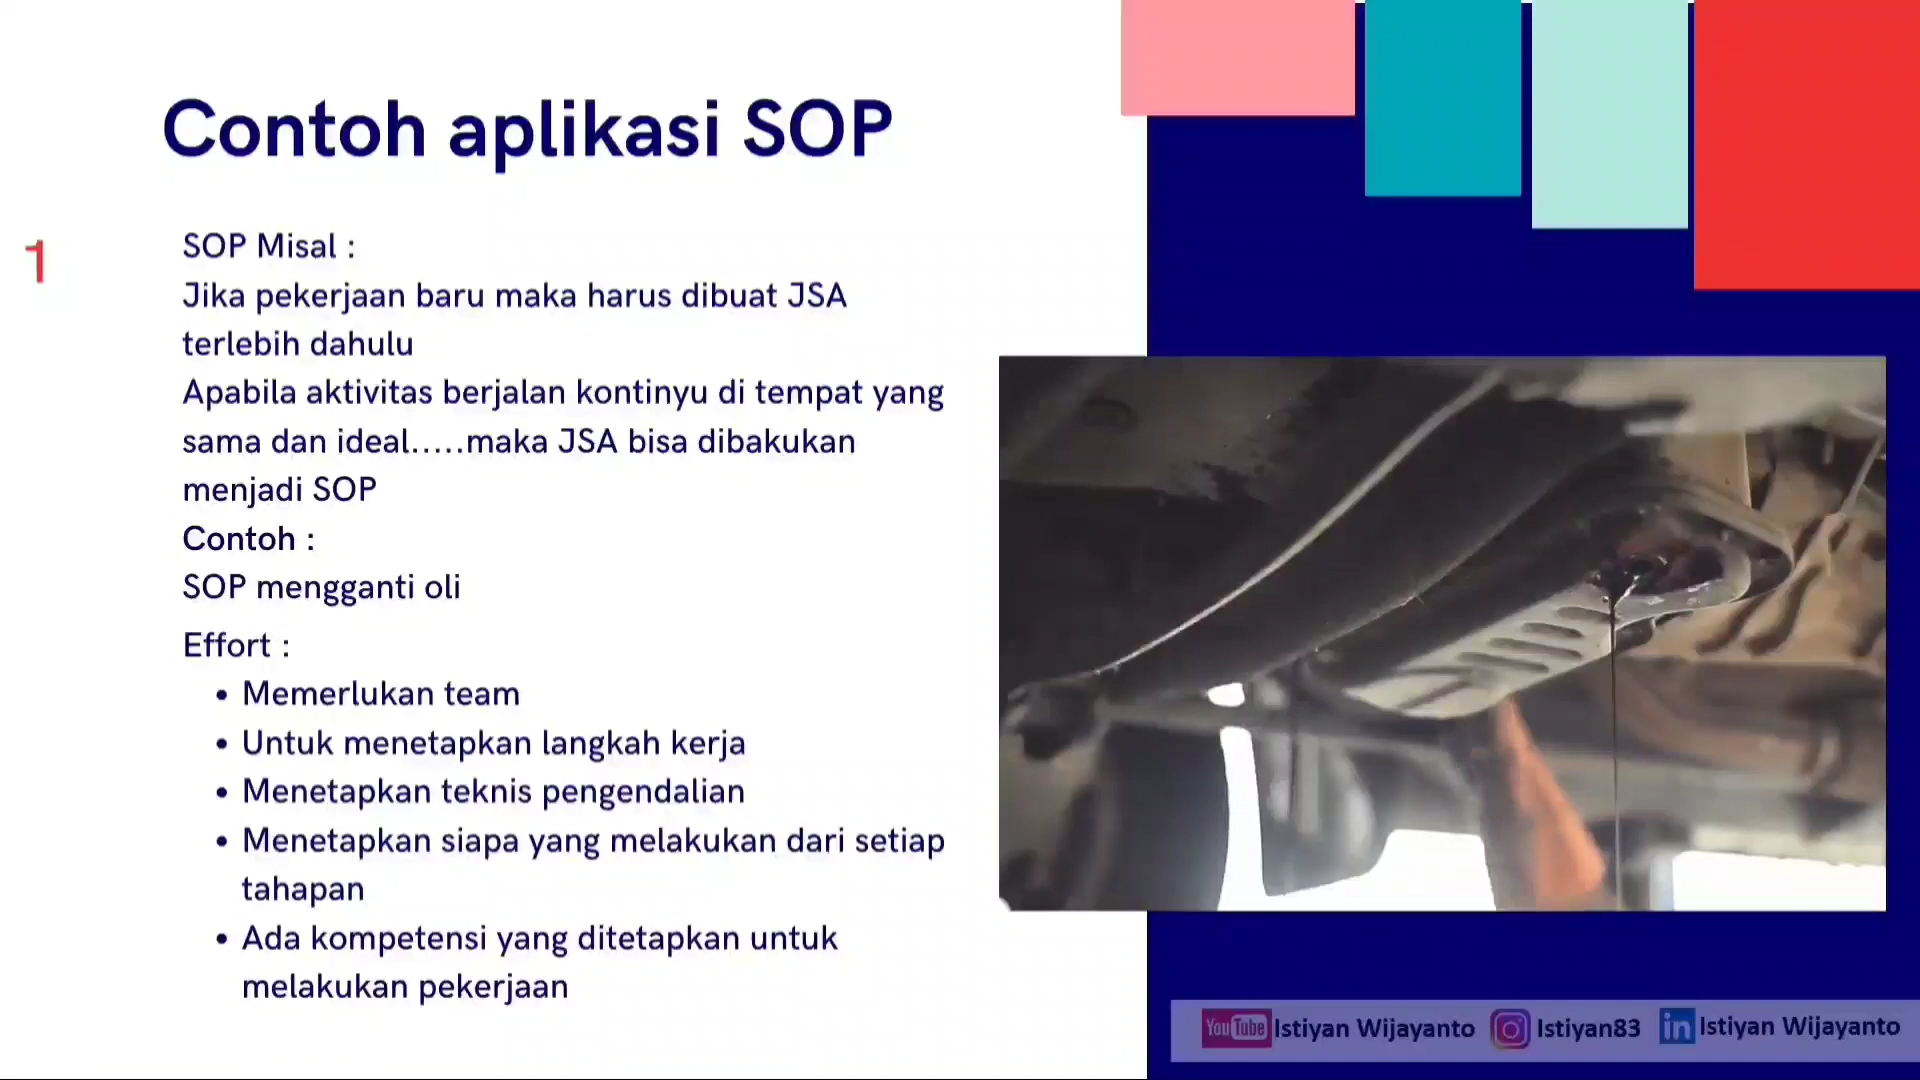 Contoh aplikasi SOP
1
SOP Misal :
Jika pekerjaan baru maka harus dibuat JSA
terlebih dahulu
Apabila aktivitas berjalan kontinyu di tempat yang
sama dan ideal.....maka JSA bisa dibakukan
menjadi SOP
Contoh :
SOP mengganti oli
Effort :
• Memerlukan team
• Untuk menetapkan langkah kerja
• Menetapkan teknis pengendalian
• Menetapkan siapa yang melakukan dari setiap
tahapan
• Ada kompetensi yang ditetapkan untuk
melakukan pekerjaan
YouTube Istiyan Wijayanto Istiyan83 in Istiyan Wijayanto